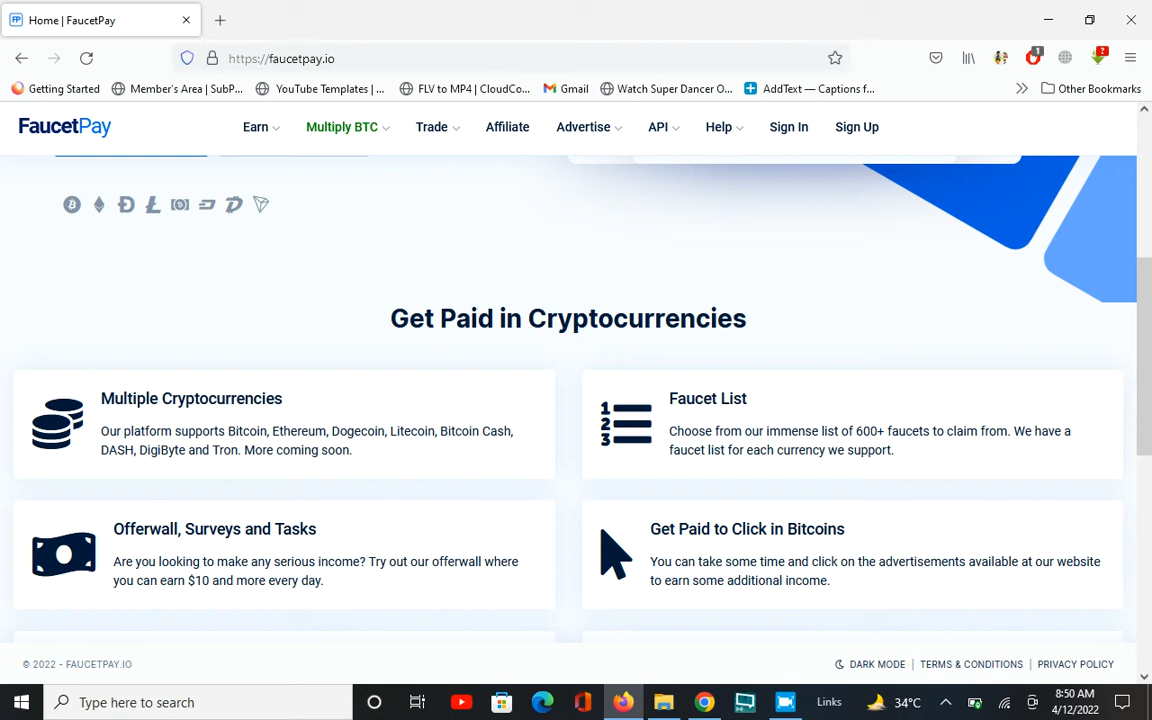 Home | FaucetPay
https://faucetpay.io
1
?
Getting Started
Member's Area | SubP...
YouTube Templates | ...
FLV to MP4 | CloudCo...
Gmail
Watch Super Dancer O...
AddText — Captions f...
Other Bookmarks
FaucetPay
Earn
Multiply BTC
Trade
Affiliate
Advertise
API
Help
Sign In
Sign Up
Get Paid in Cryptocurrencies
Multiple Cryptocurrencies
Our platform supports Bitcoin, Ethereum, Dogecoin, Litecoin, Bitcoin Cash,
DASH, DigiByte and Tron. More coming soon.
1
2
3
Faucet List
Choose from our immense list of 600+ faucets to claim from. We have a
faucet list for each currency we support.
Offerwall, Surveys and Tasks
Are you looking to make any serious income? Try out our offerwall where
you can earn $10 and more every day.
Get Paid to Click in Bitcoins
You can take some time and click on the advertisements available at our website
to earn some additional income.
© 2022 - FAUCETPAY.IO
DARK MODE | TERMS & CONDITIONS | PRIVACY POLICY
Type here to search
Links
34°C
8:50 AM
4/12/2022